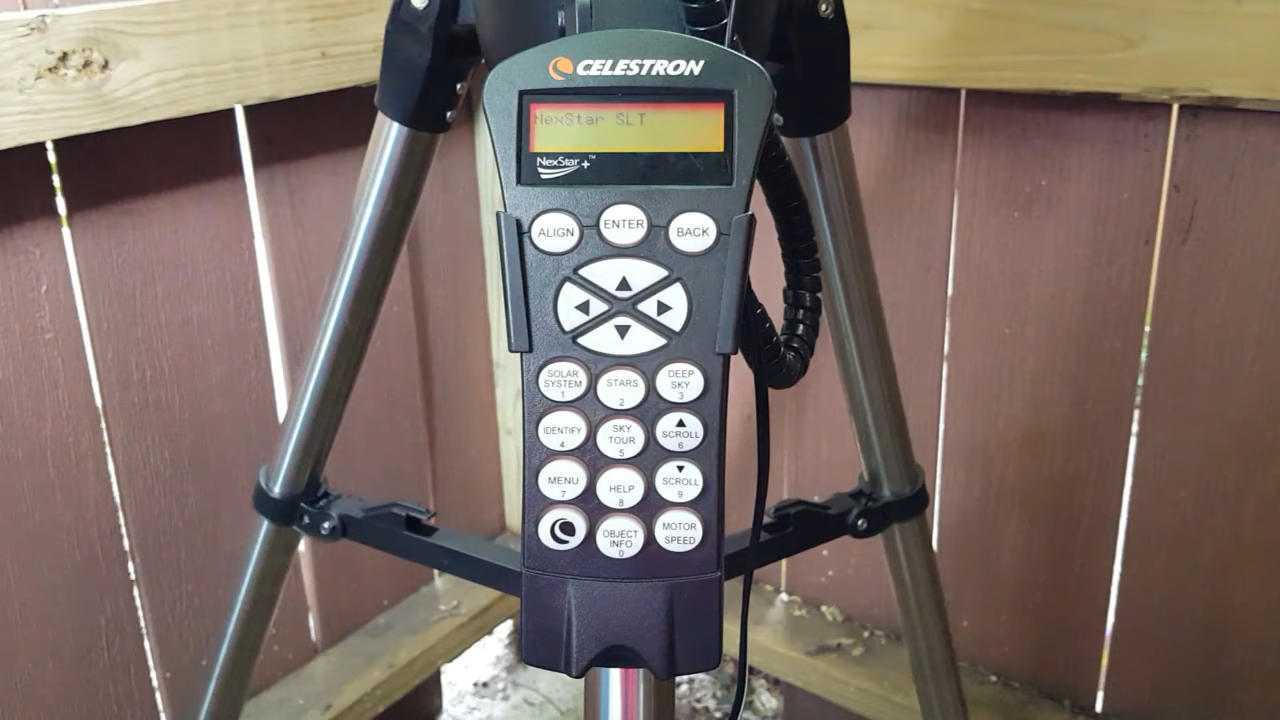 CELESTRON
NexStar SLT
NexStar+™
ALIGN
ENTER
BACK
SOLAR
SYSTEM
1
STARS
2
DEEP
SKY
3
IDENTIFY
4
SKY
TOUR
5
SCROLL
6
MENU
7
HELP
8
SCROLL
9
OBJECT
INFO
0
MOTOR
SPEED